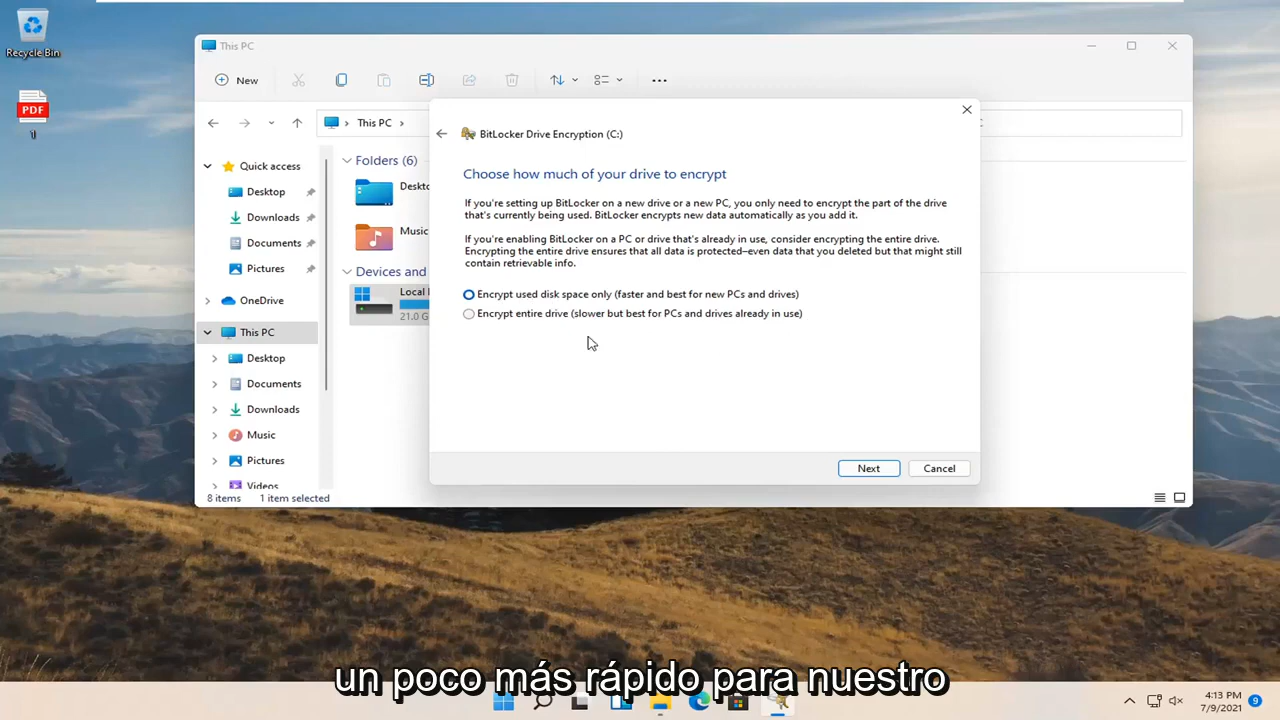 Recycle Bin
PDF
1
This PC
New
This PC
Quick access
Desktop
Downloads
Documents
Pictures
OneDrive
This PC
Desktop
Documents
Downloads
Music
Pictures
Videos
Folders (6)
Music
Devices and
Local
21.0 G
8 items 1 item selected
BitLocker Drive Encryption (C:)
Choose how much of your drive to encrypt
If you're setting up BitLocker on a new drive or a new PC, you only need to encrypt the part of the drive
that's currently being used. BitLocker encrypts new data automatically as you add it.
If you're enabling BitLocker on a PC or drive that's already in use, consider encrypting the entire drive.
Encrypting the entire drive ensures that all data is protected–even data that you deleted but that might still
contain retrievable info.
Encrypt used disk space only (faster and best for new PCs and drives)
Encrypt entire drive (slower but best for PCs and drives already in use)
Next Cancel
un poco más rápido para nuestro
4:13 PM
7/9/2021
9